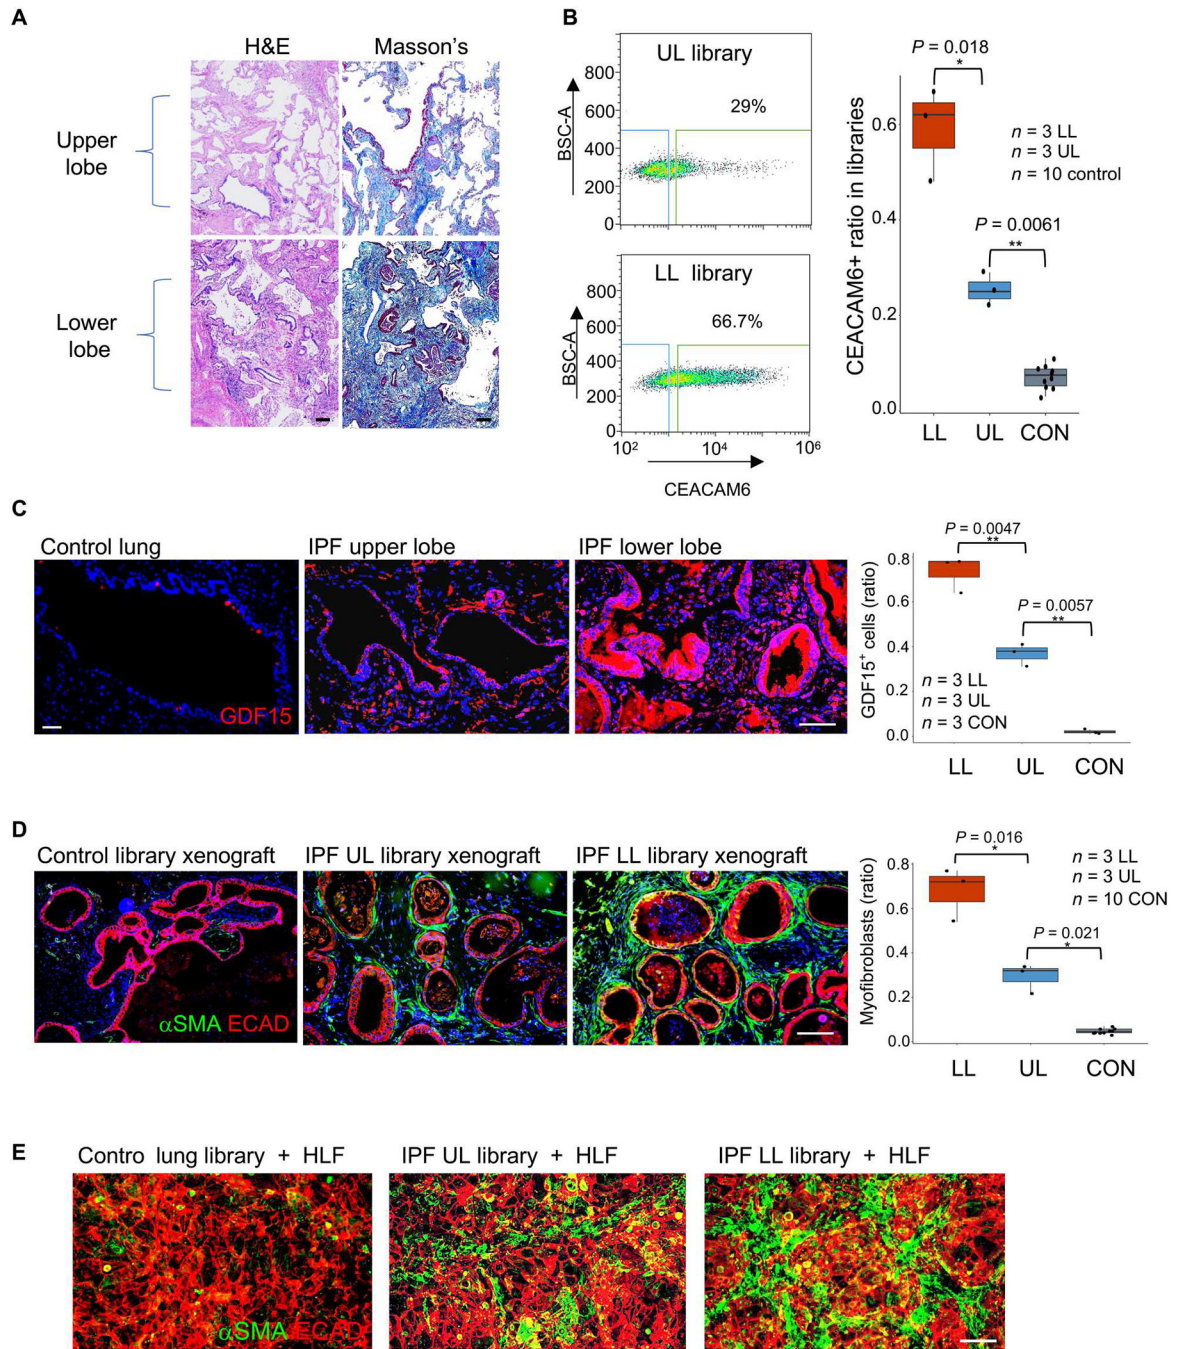 A
H&E
Masson's
Upper
lobe
Lower
lobe
B
UL library
29%
BSC-A
800
600
400
200
0
LL library
66.7%
BSC-A
800
600
400
200
0
10²
10⁴
10⁶
CEACAM6
P = 0.018
*
n = 3 LL
n = 3 UL
n = 10 control
P = 0.0061
**
CEACAM6+ ratio in libraries
0.6
0.4
0.2
0.0
LL UL CON
C
Control lung
IPF upper lobe
IPF lower lobe
GDF15
P = 0.0047
**
P = 0.0057
**
n = 3 LL
n = 3 UL
n = 3 CON
GDF15⁺ cells (ratio)
0.8
0.6
0.4
0.2
0.0
LL UL CON
D
Control library xenograft
IPF UL library xenograft
IPF LL library xenograft
αSMA ECAD
P = 0.016
*
n = 3 LL
n = 3 UL
n = 10 CON
P = 0.021
*
Myofibroblasts (ratio)
0.8
0.6
0.4
0.2
0.0
LL UL CON
E
Contro lung library + HLF
IPF UL library + HLF
IPF LL library + HLF
αSMA ECAD